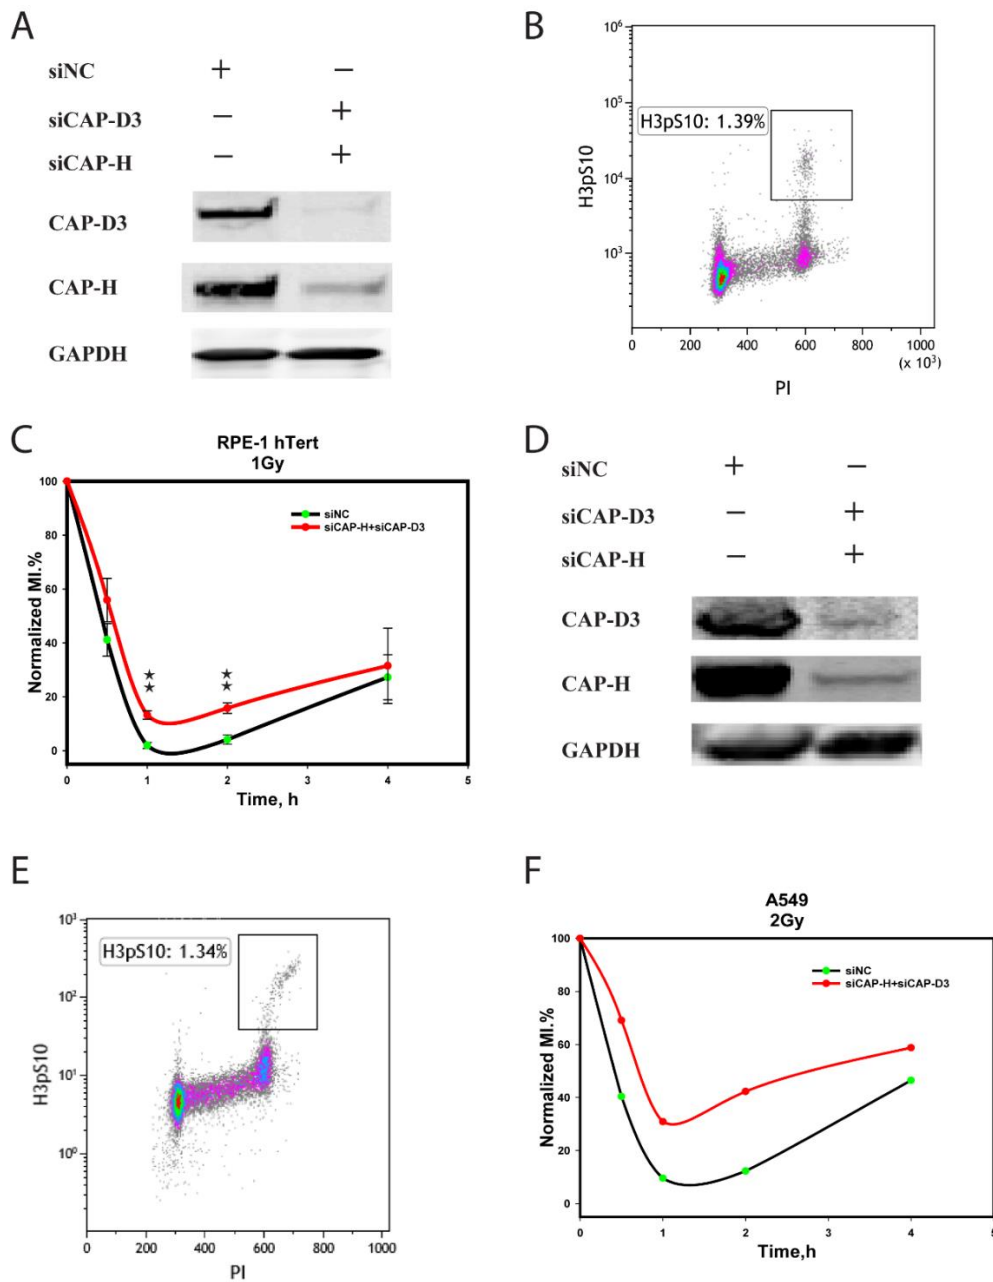 A
siNC + −
siCAP-D3 − +
siCAP-H − +
CAP-D3
CAP-H
GAPDH
B
10⁶
10⁵
10⁴
10³
H3pS10
H3pS10: 1.39%
0 200 400 600 800 1000
(x 10³)
PI
C
RPE-1 hTert
1Gy
100
80
60
40
20
0
Normalized MI.%
siNC
siCAP-H+siCAP-D3
★ ★
★ ★
0 1 2 3 4 5
Time, h
D
siNC + −
siCAP-D3 − +
siCAP-H − +
CAP-D3
CAP-H
GAPDH
E
10³
10²
10¹
10⁰
H3pS10
H3pS10: 1.34%
0 200 400 600 800 1000
PI
F
A549
2Gy
100
80
60
40
20
0
Normalized MI.%
siNC
siCAP-H+siCAP-D3
0 1 2 3 4 5
Time,h